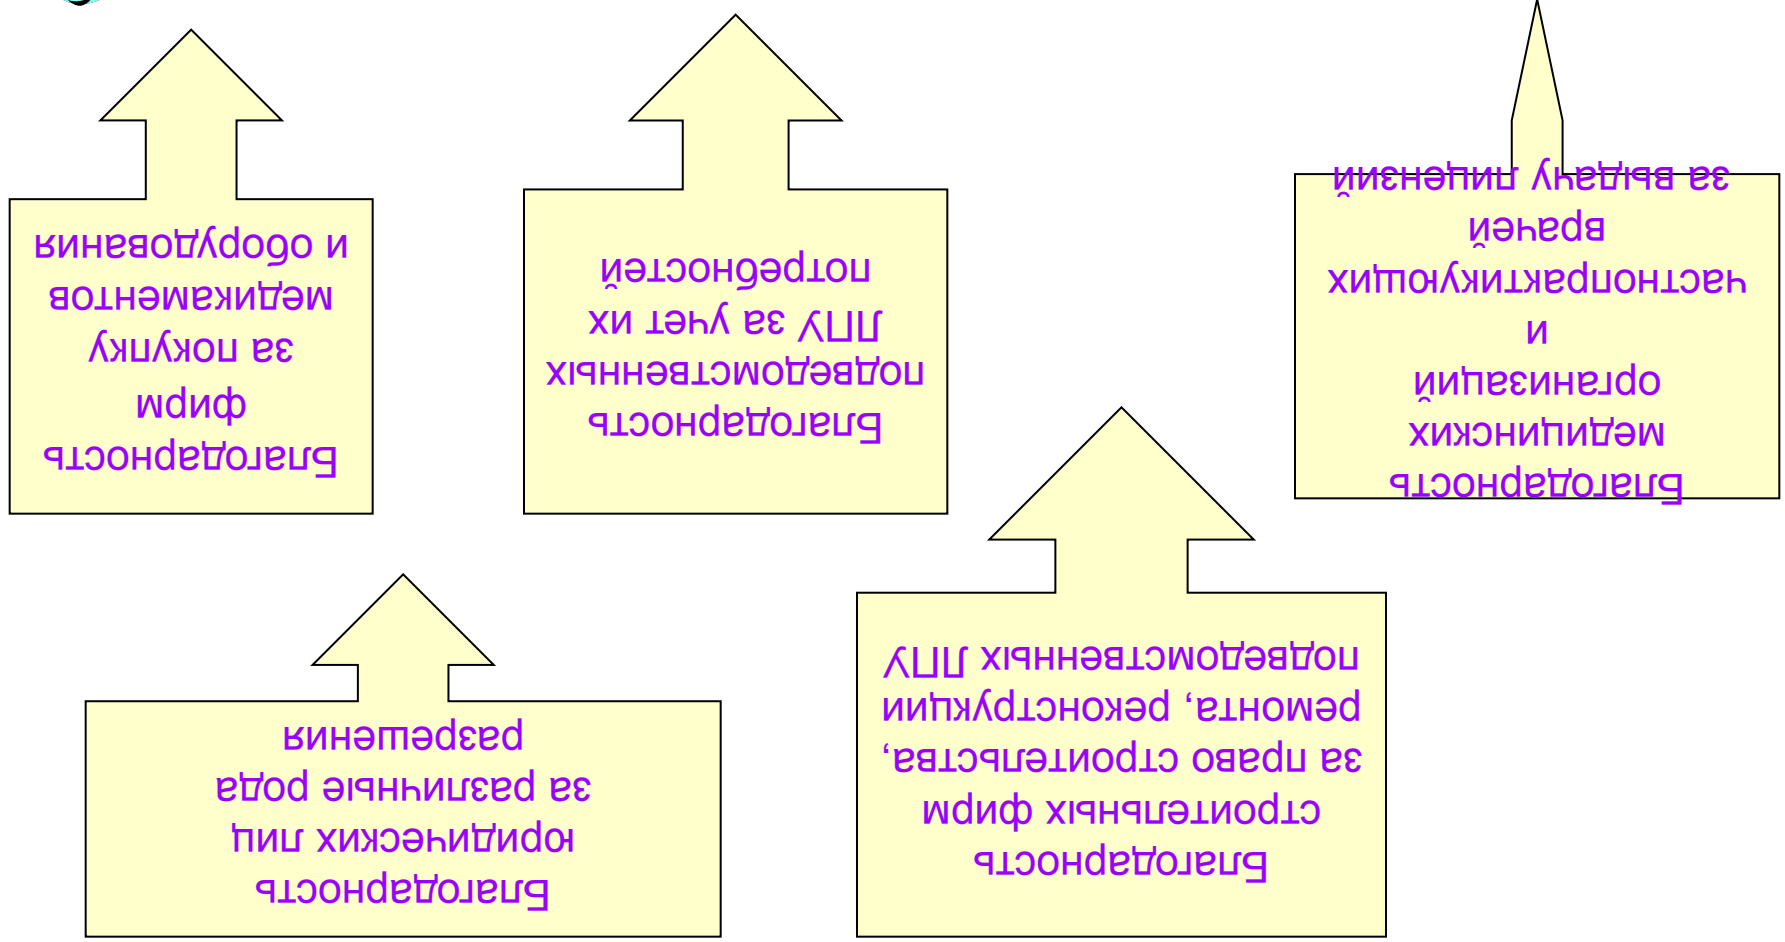 Благодарность
фирм
за покупку
медикаментов
и оборудования
Благодарность
подведомственных
ЛПУ за учет их
потребностей
Благодарность
медицинских
организаций
и
частнопрактикующих
врачей
за выдачу лицензий
Благодарность
юридических лиц
за различные рода
разрешения
Благодарность
строительных фирм
за право строительства,
ремонта, реконструкции
подведомственных ЛПУ